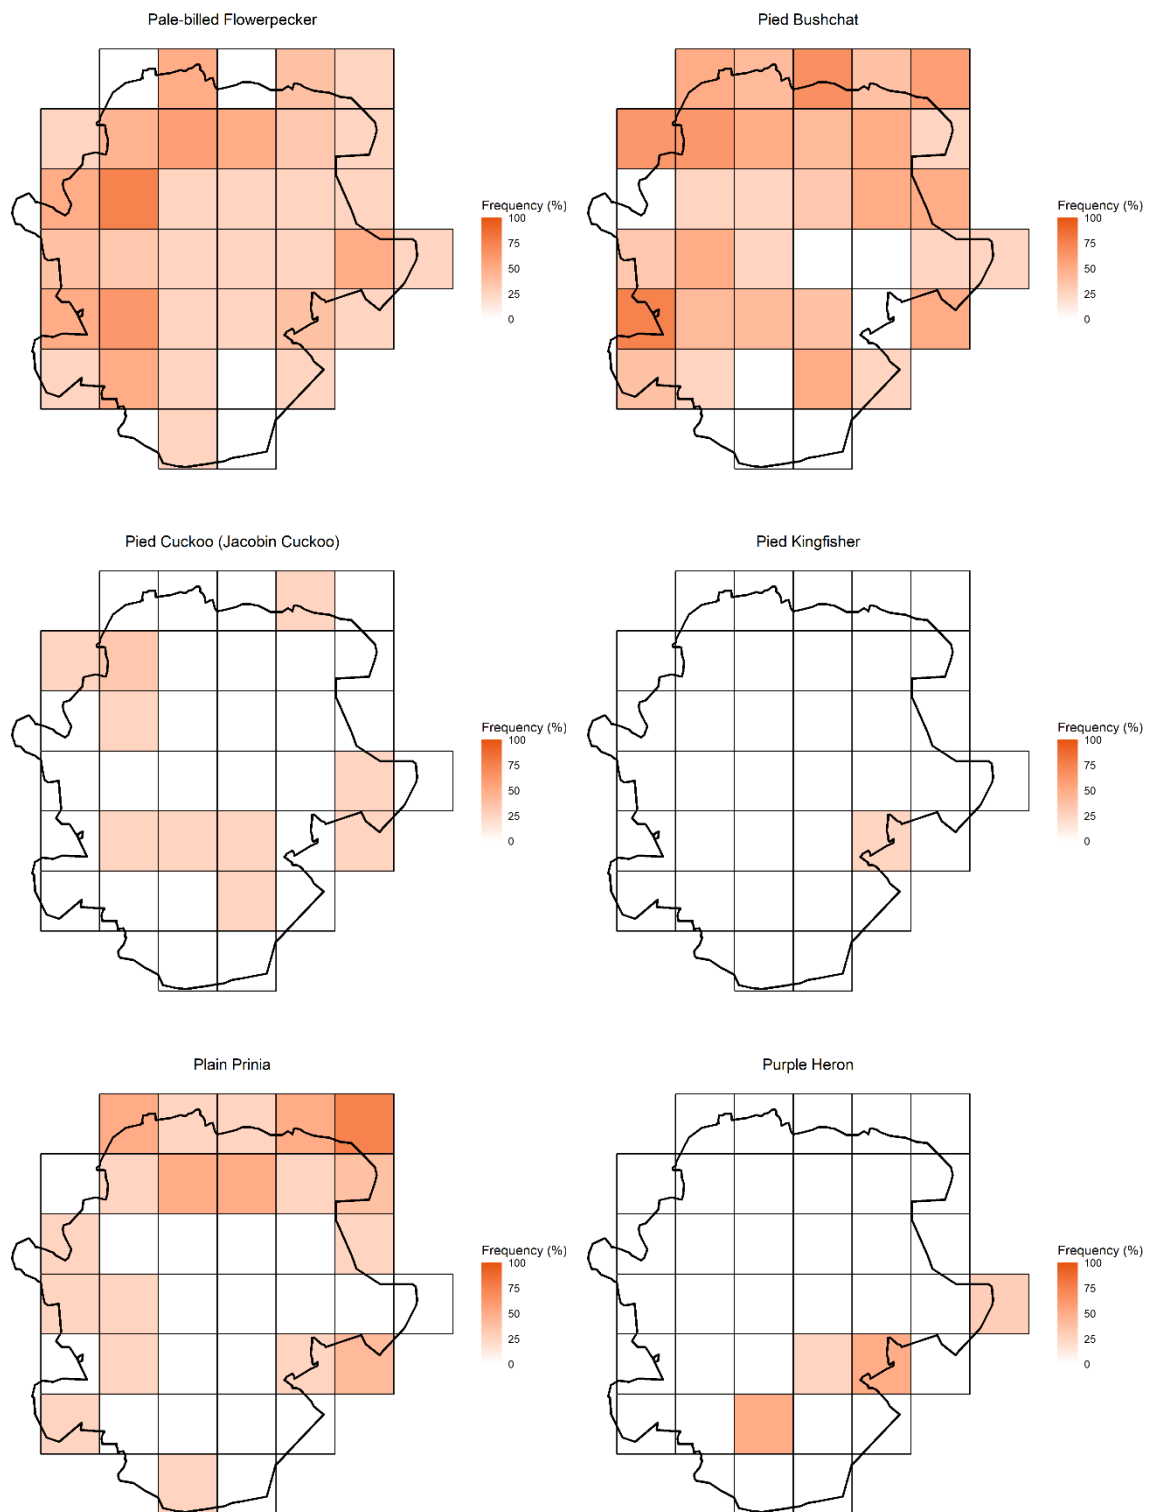 Pale-billed Flowerpecker
Frequency (%)
100
75
50
25
0
Pied Bushchat
Frequency (%)
100
75
50
25
0
Pied Cuckoo (Jacobin Cuckoo)
Frequency (%)
100
75
50
25
0
Pied Kingfisher
Frequency (%)
100
75
50
25
0
Plain Prinia
Frequency (%)
100
75
50
25
0
Purple Heron
Frequency (%)
100
75
50
25
0